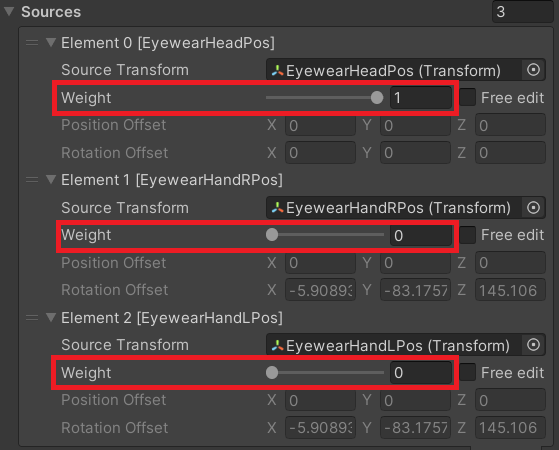 Sources 3
Element 0 [EyewearHeadPos]
Source Transform EyewearHeadPos (Transform)
Weight 1 Free edit
Position Offset X 0 Y 0 Z 0
Rotation Offset X 0 Y 0 Z 0
Element 1 [EyewearHandRPos]
Source Transform EyewearHandRPos (Transform)
Weight 0 Free edit
Position Offset X 0 Y 0 Z 0
Rotation Offset X -5.9089 Y -83.1757 Z 145.106
Element 2 [EyewearHandLPos]
Source Transform EyewearHandLPos (Transform)
Weight 0 Free edit
Position Offset X 0 Y 0 Z 0
Rotation Offset X -5.9089 Y -83.1757 Z 145.106